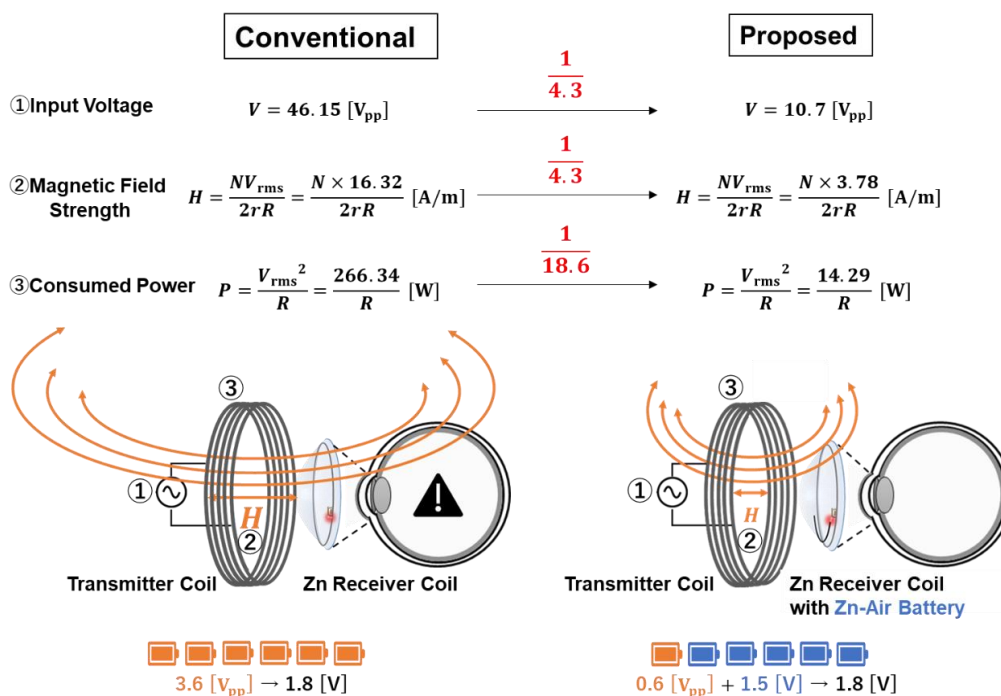 Conventional
Proposed
①Input Voltage
V = 46.15 [Vpp]
1/4.3
V = 10.7 [Vpp]
②Magnetic Field
Strength
H = NVrms/2rR = N × 16.32/2rR [A/m]
1/4.3
H = NVrms/2rR = N × 3.78/2rR [A/m]
③Consumed Power
P = Vrms²/R = 266.34/R [W]
1/18.6
P = Vrms²/R = 14.29/R [W]
③
①
H
②
Transmitter Coil
Zn Receiver Coil
③
①
H
②
Transmitter Coil
Zn Receiver Coil
with Zn-Air Battery
3.6 [Vpp] → 1.8 [V]
0.6 [Vpp] + 1.5 [V] → 1.8 [V]